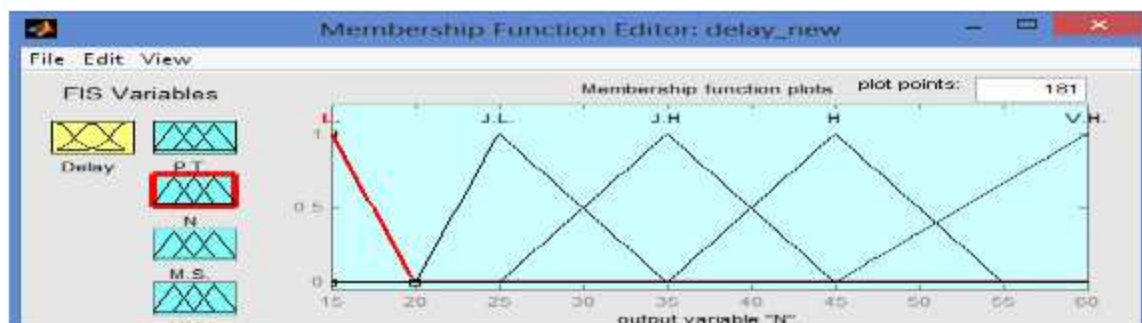 Membership Function Editor: delay_new
File Edit View
FIS Variables
Membership function plots plot points: 181
L. J.L. J.H H V.H.
Delay
P.T.
N
M.S.
1
0.5
0
15 20 25 30 35 40 45 50 55 60
output variable "N"